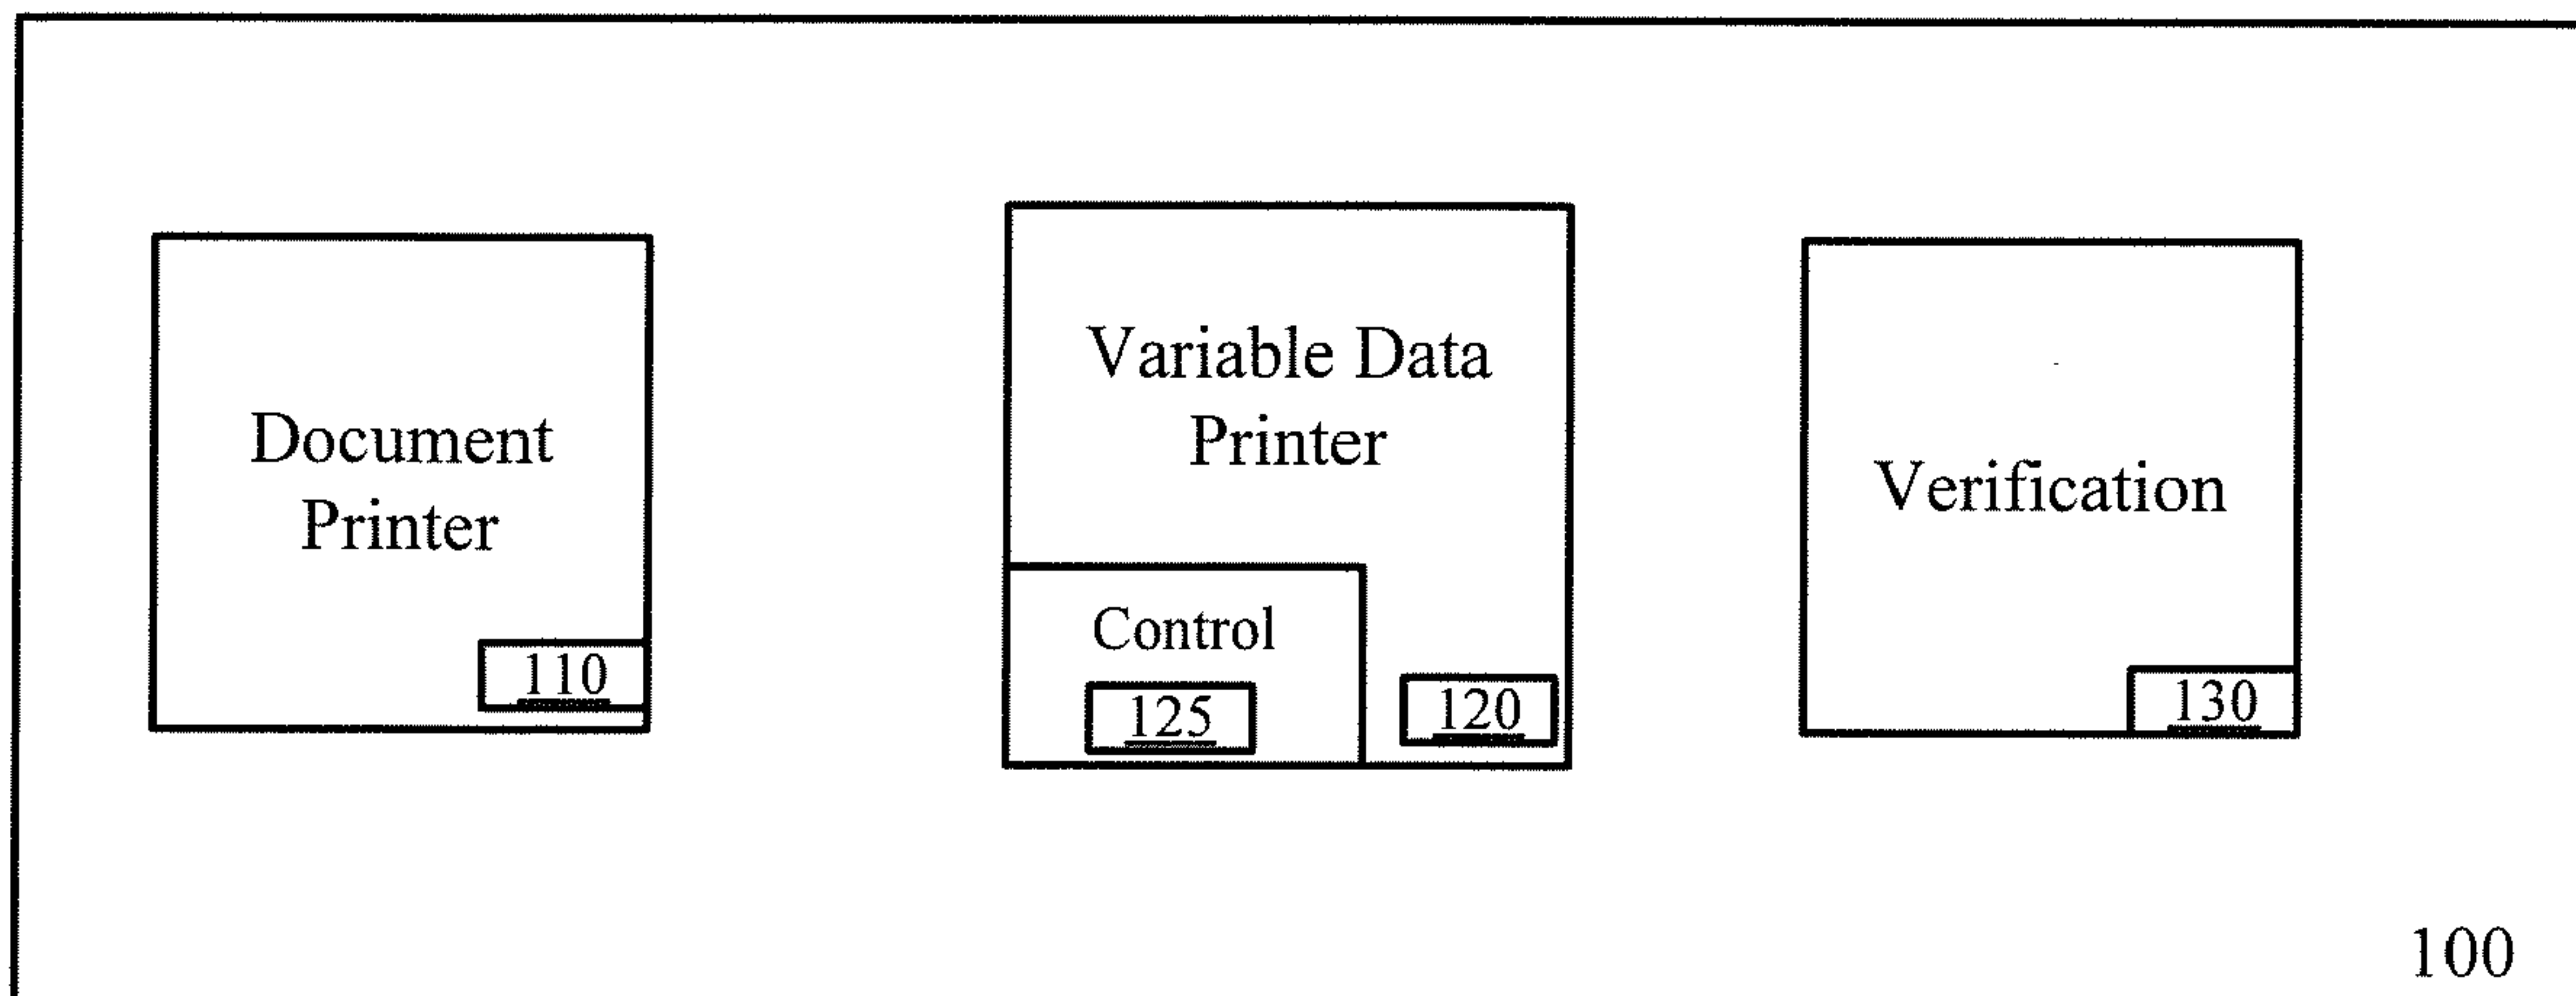 Document
Printer
110
Variable Data
Printer
Control
125
120
Verification
130
100